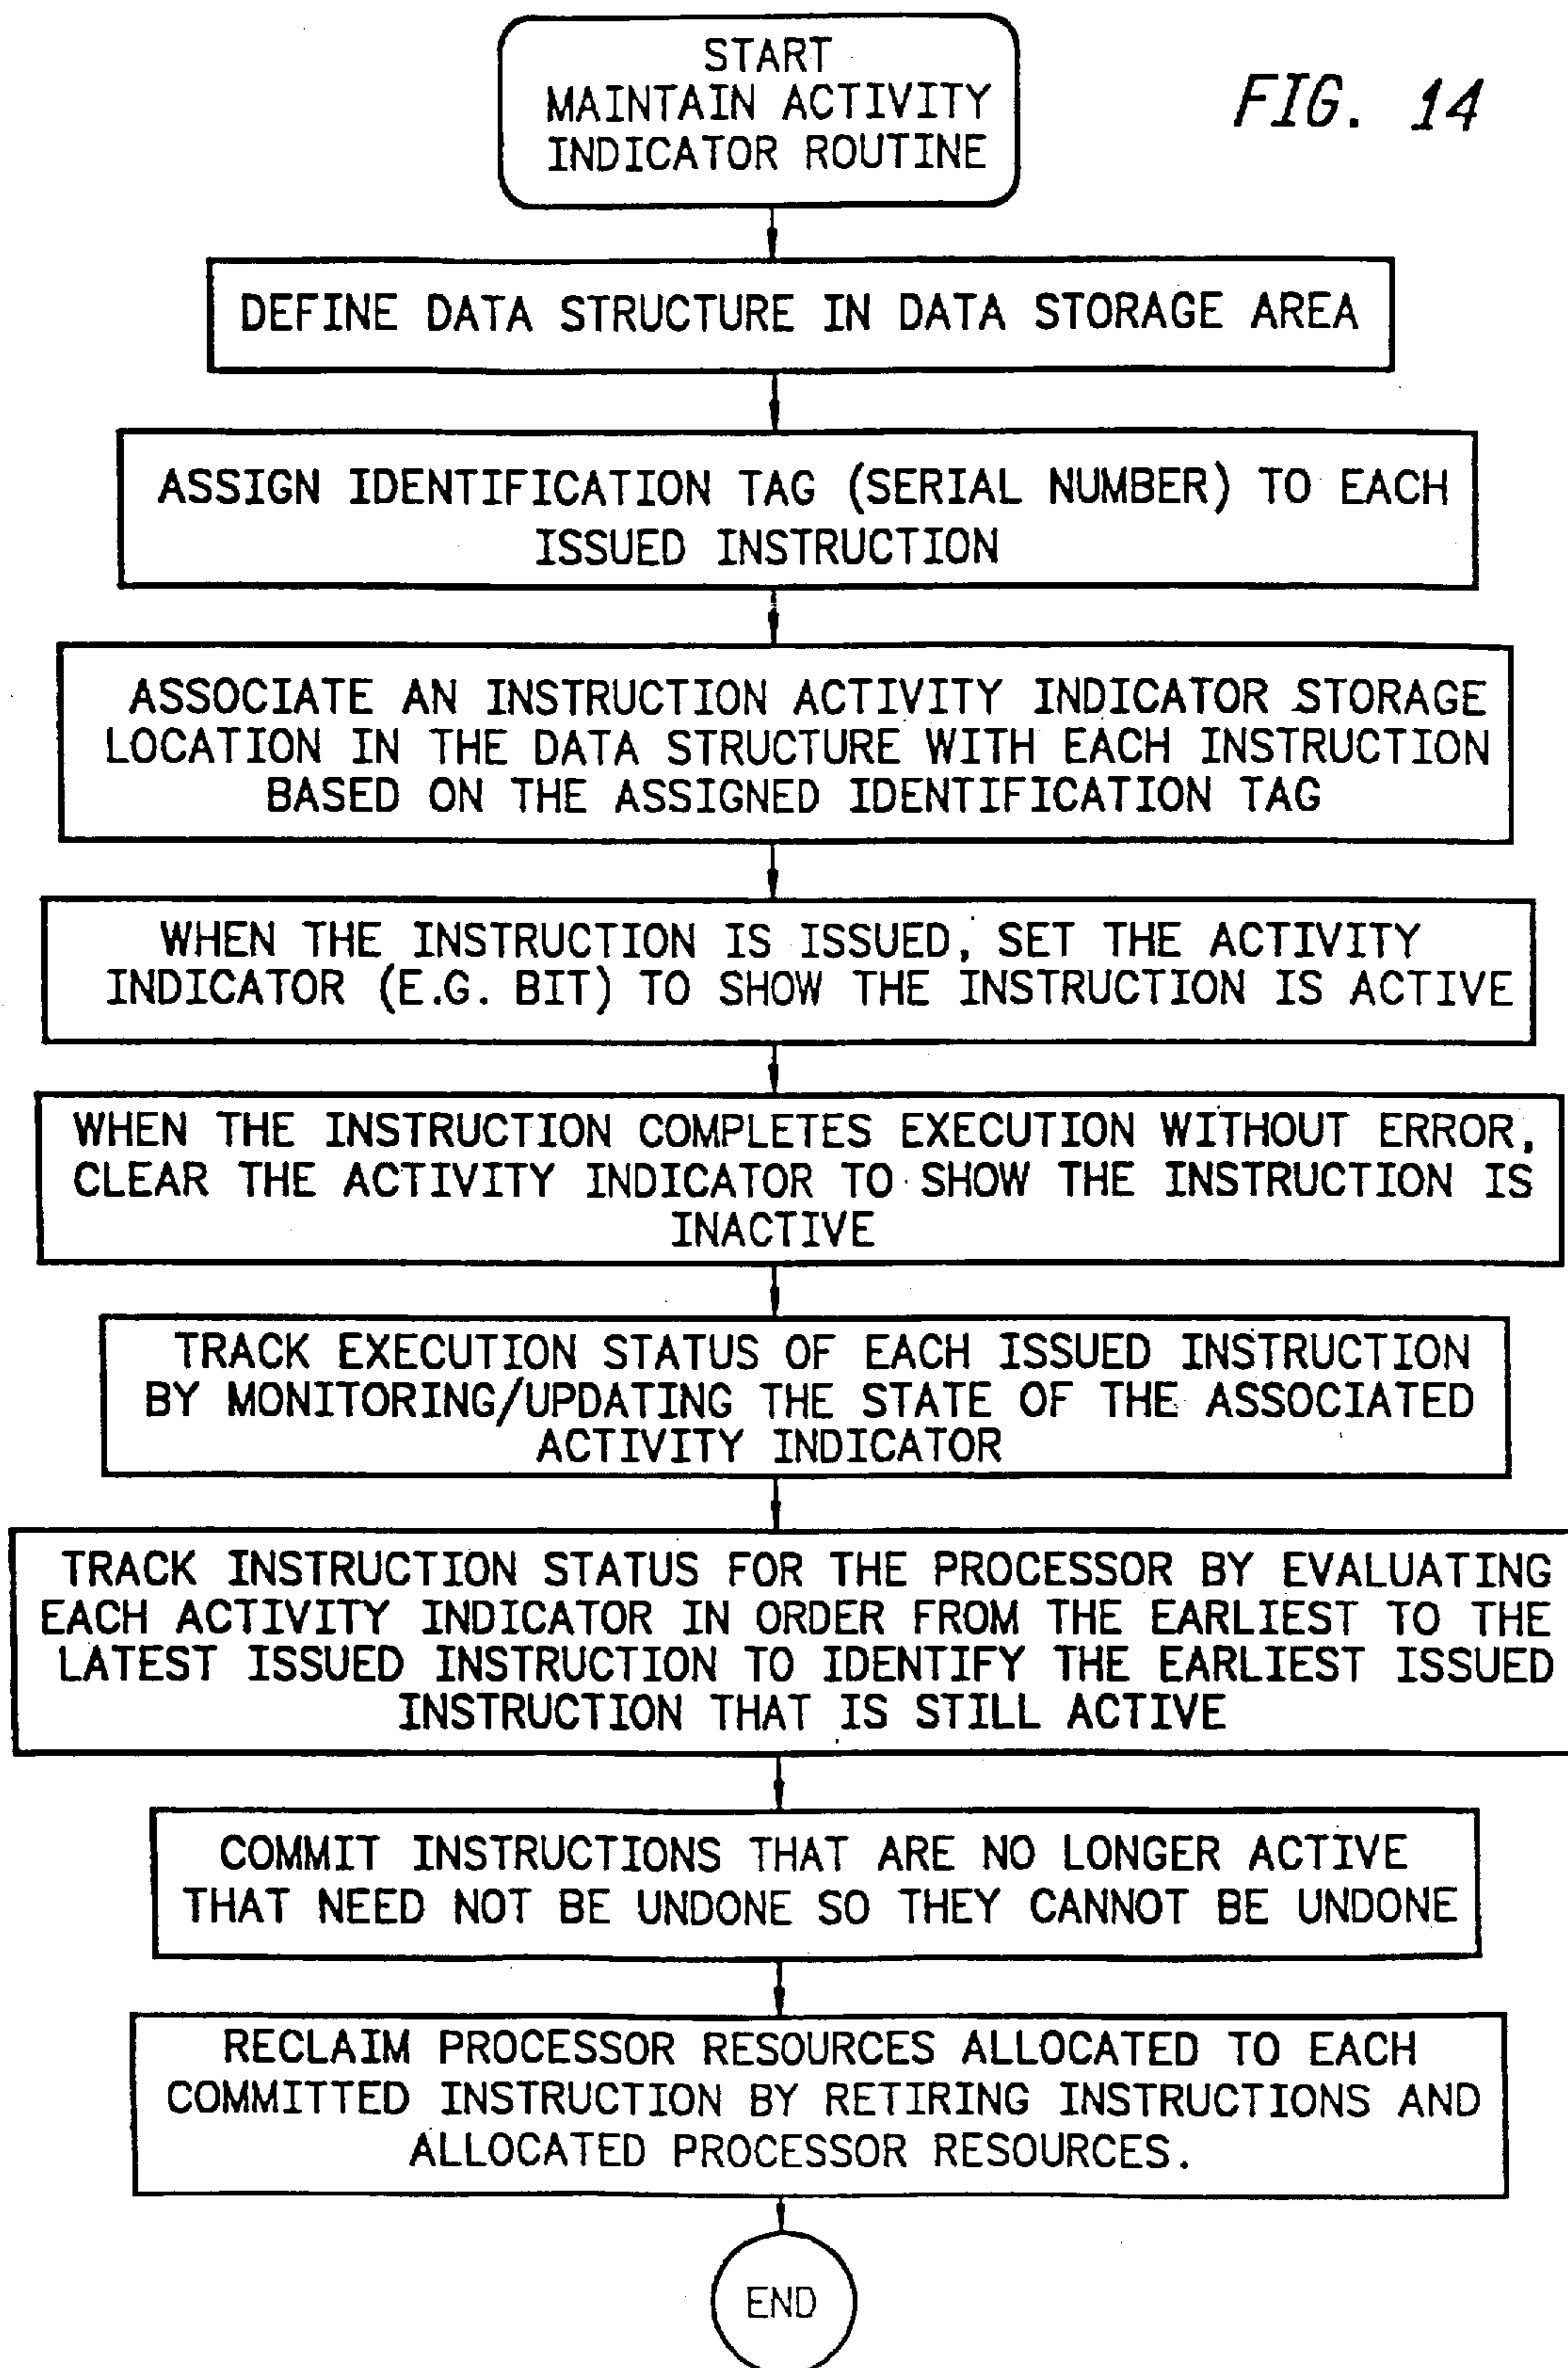 START
MAINTAIN ACTIVITY
INDICATOR ROUTINE
FIG. 14
DEFINE DATA STRUCTURE IN DATA STORAGE AREA
ASSIGN IDENTIFICATION TAG (SERIAL NUMBER) TO EACH
ISSUED INSTRUCTION
ASSOCIATE AN INSTRUCTION ACTIVITY INDICATOR STORAGE
LOCATION IN THE DATA STRUCTURE WITH EACH INSTRUCTION
BASED ON THE ASSIGNED IDENTIFICATION TAG
WHEN THE INSTRUCTION IS ISSUED, SET THE ACTIVITY
INDICATOR (E.G. BIT) TO SHOW THE INSTRUCTION IS ACTIVE
WHEN THE INSTRUCTION COMPLETES EXECUTION WITHOUT ERROR,
CLEAR THE ACTIVITY INDICATOR TO SHOW THE INSTRUCTION IS
INACTIVE
TRACK EXECUTION STATUS OF EACH ISSUED INSTRUCTION
BY MONITORING/UPDATING THE STATE OF THE ASSOCIATED
ACTIVITY INDICATOR
TRACK INSTRUCTION STATUS FOR THE PROCESSOR BY EVALUATING
EACH ACTIVITY INDICATOR IN ORDER FROM THE EARLIEST TO THE
LATEST ISSUED INSTRUCTION TO IDENTIFY THE EARLIEST ISSUED
INSTRUCTION THAT IS STILL ACTIVE
COMMIT INSTRUCTIONS THAT ARE NO LONGER ACTIVE
THAT NEED NOT BE UNDONE SO THEY CANNOT BE UNDONE
RECLAIM PROCESSOR RESOURCES ALLOCATED TO EACH
COMMITTED INSTRUCTION BY RETIRING INSTRUCTIONS AND
ALLOCATED PROCESSOR RESOURCES.
END